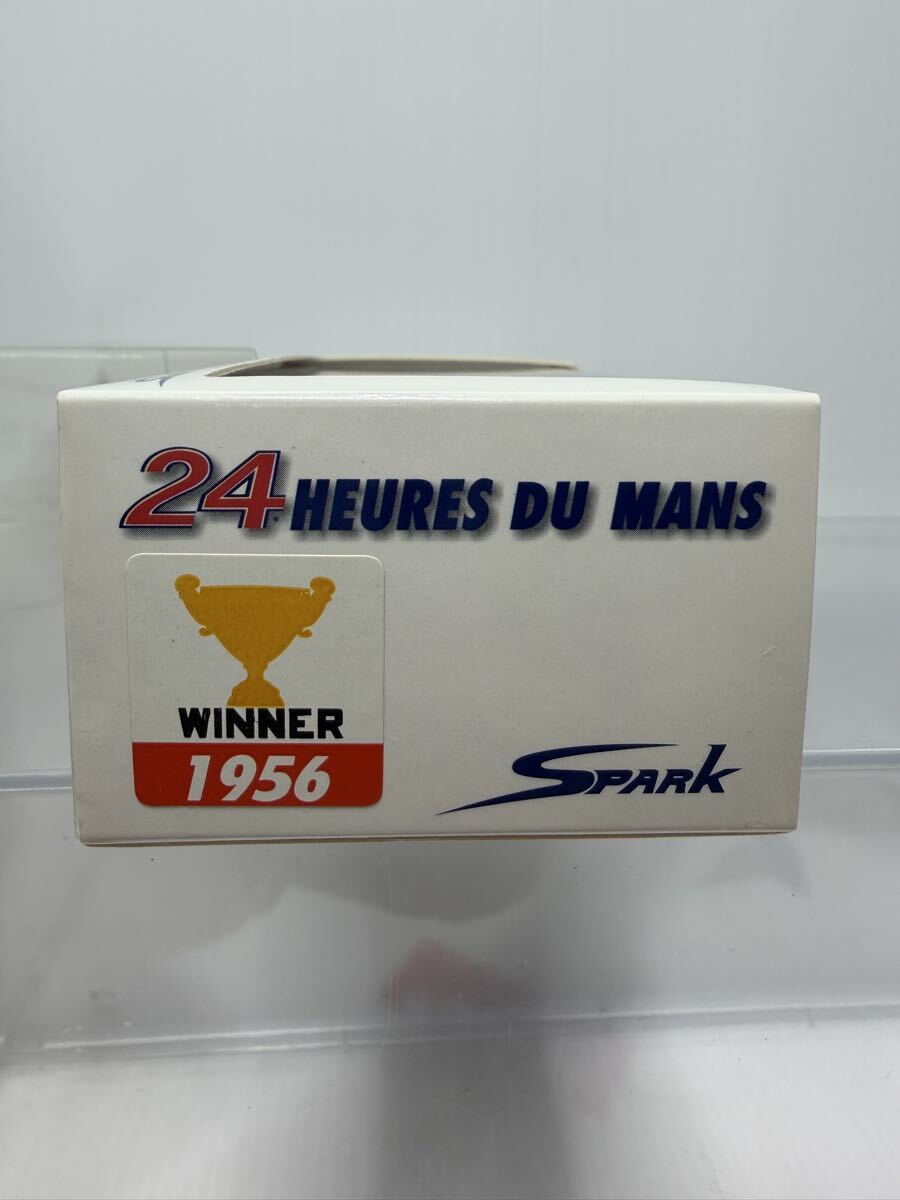 24 HEURES DU MANS
WINNER
1956
SPARK